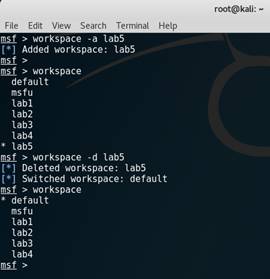 root@kali: ~
File Edit View Search Terminal Help
msf > workspace -a lab5
[*] Added workspace: lab5
msf >
msf > workspace
  default
  msfu
  lab1
  lab2
  lab3
  lab4
* lab5
msf > workspace -d lab5
[*] Deleted workspace: lab5
[*] Switched workspace: default
msf > workspace
* default
  msfu
  lab1
  lab2
  lab3
  lab4
msf >